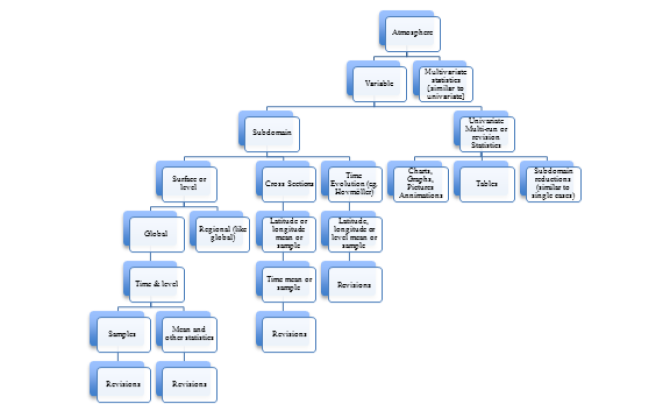 Atmosphere
Variable
Multivariate
statistics
(similar to
univariate)
Subdomain
Univariate
Multi-run or
revision
Statistics
Surface or
level
Cross Sections
Time
Evolution (eg.
Hovmöller)
Charts,
Graphs,
Pictures
Annimations
Tables
Subdomain
reductions
(similar to
single cases)
Global
Regional (like
global)
Latitude or
longitude
mean or
sample
Latitude,
longitude or
level mean or
sample
Time & level
Time mean or
sample
Revisions
Samples
Mean and
other statistics
Revisions
Revisions
Revisions